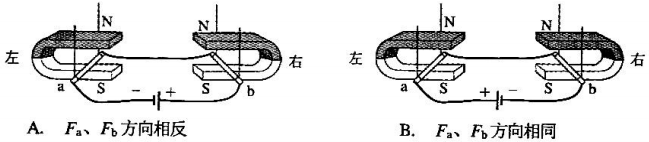 N N N N
左 右 左 右
a S S b a S S b
− + + −
A. Fa、Fb方向相反 B. Fa、Fb方向相同